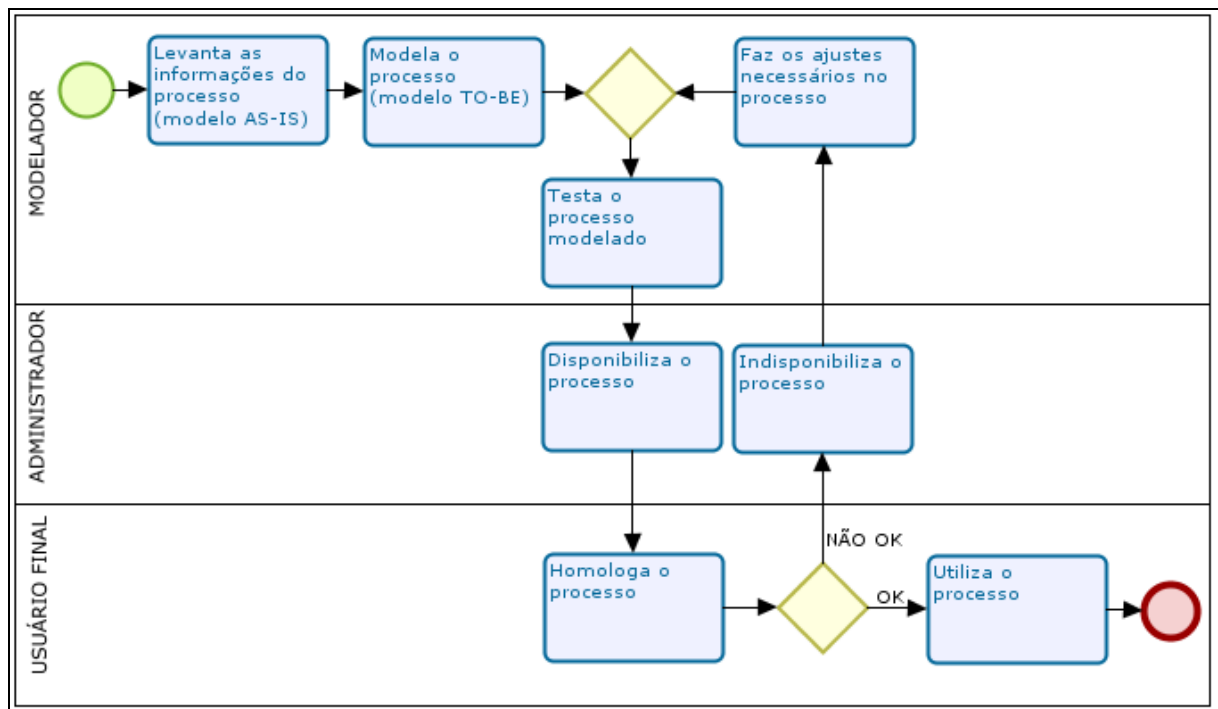 MODELADOR
Levanta as
informações do
processo
(modelo AS-IS)
Modela o
processo
(modelo TO-BE)
Faz os ajustes
necessários no
processo
Testa o
processo
modelado
ADMINISTRADOR
Disponibiliza o
processo
Indisponibiliza o
processo
USUÁRIO FINAL
Homologa o
processo
NÃO OK
OK
Utiliza o
processo